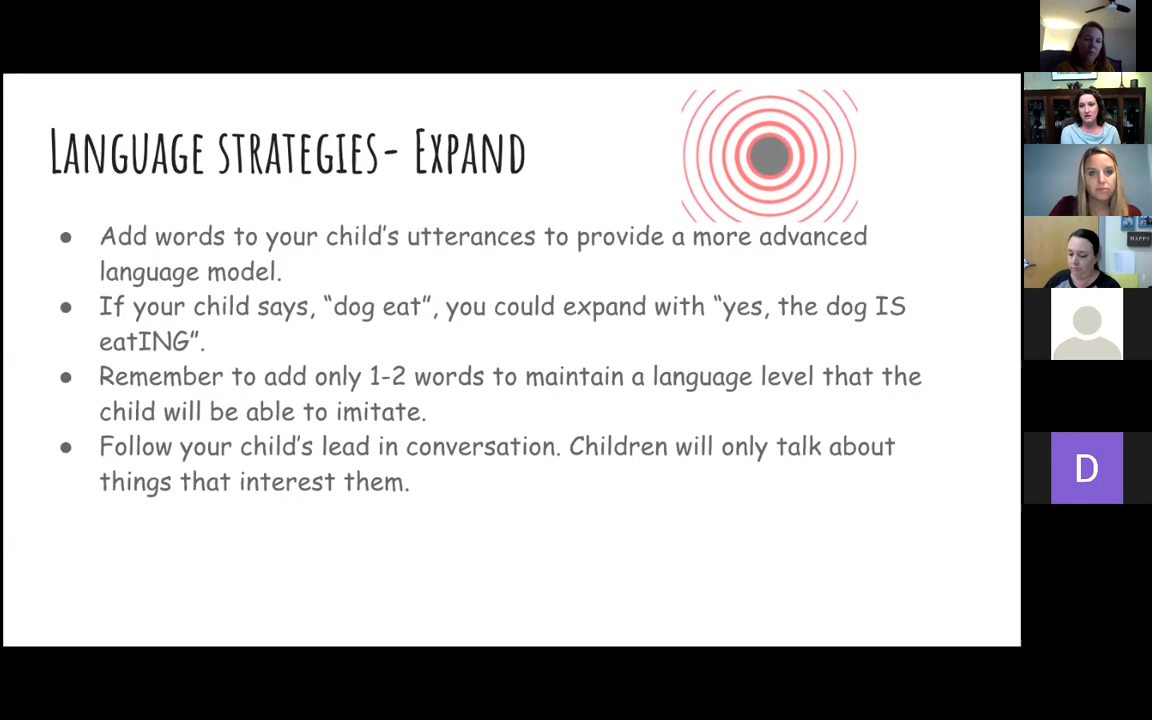 Language strategies- Expand
● Add words to your child's utterances to provide a more advanced
language model.
● If your child says, “dog eat”, you could expand with “yes, the dog IS
eatING”.
● Remember to add only 1-2 words to maintain a language level that the
child will be able to imitate.
● Follow your child's lead in conversation. Children will only talk about
things that interest them.
HAPPY
D